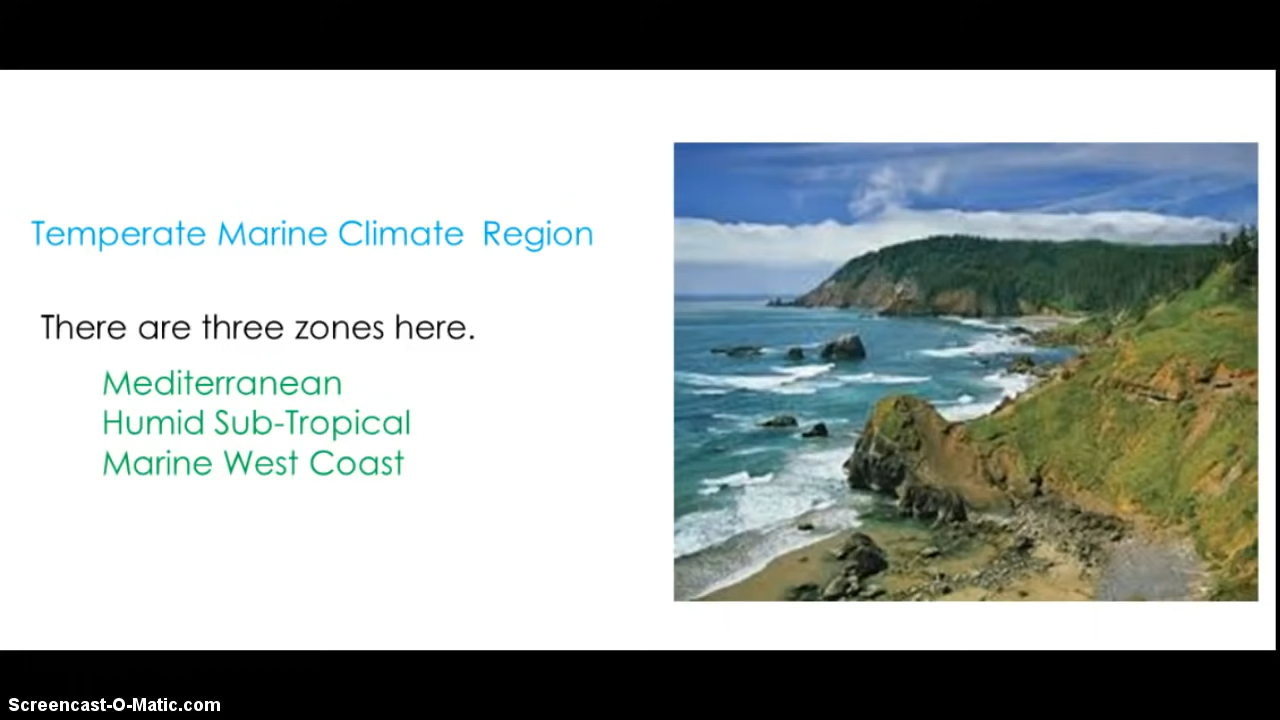 Temperate Marine Climate  Region
There are three zones here.
Mediterranean
Humid Sub-Tropical
Marine West Coast
Screencast-O-Matic.com